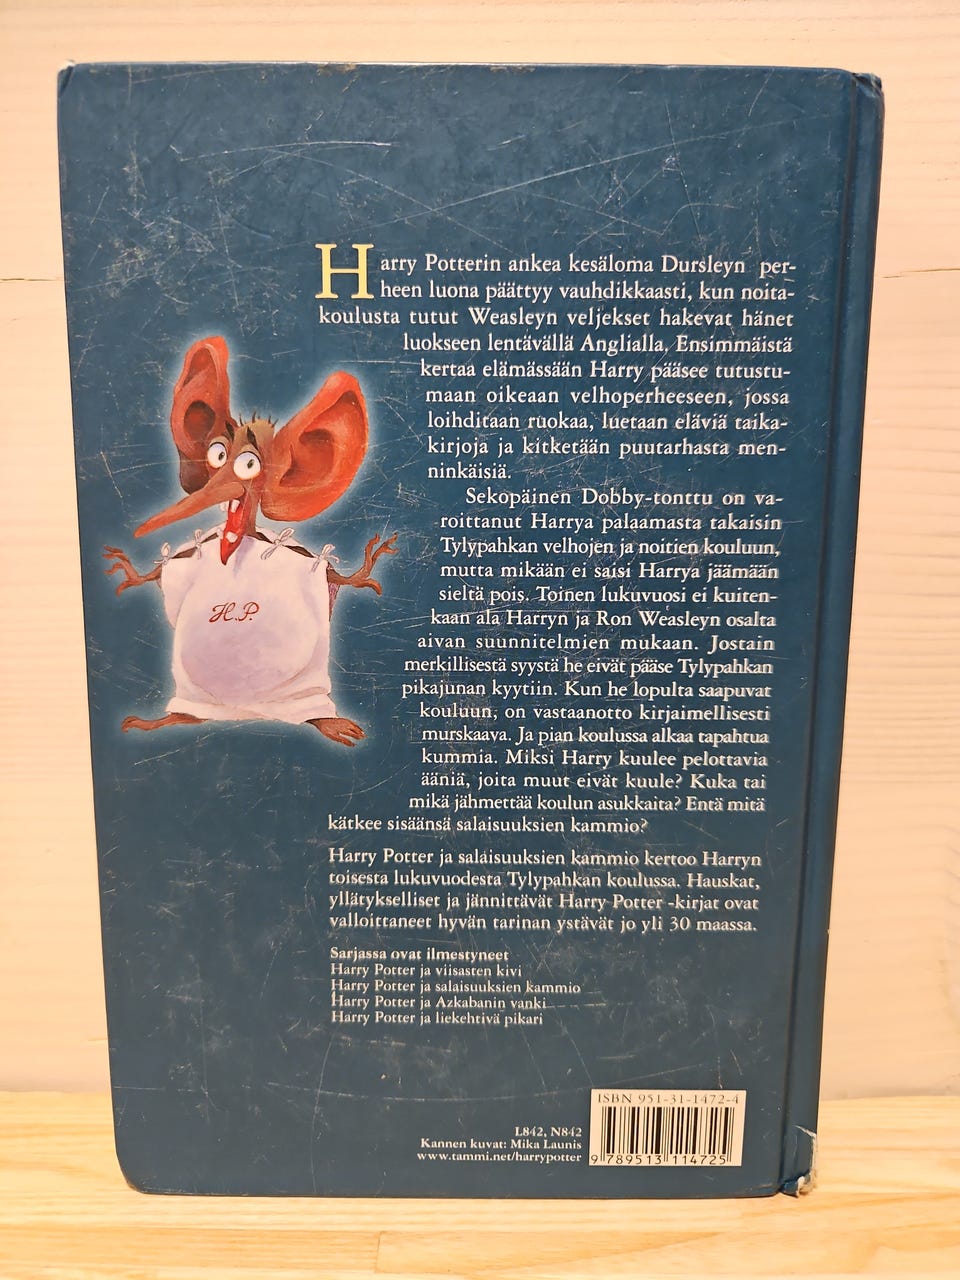 Harry Potterin ankea kesäloma Dursleyn per-
heen luona päättyy vauhdikkaasti, kun noita-
koulusta tutut Weasleyn veljekset hakevat hänet
luokseen lentävällä Anglialla. Ensimmäistä
kertaa elämässään Harry pääsee tutustu-
maan oikeaan velhoperheeseen, jossa
loihditaan ruokaa, luetaan eläviä taika-
kirjoja ja kitketään puutarhasta men-
ninkäisiä.
Sekopäinen Dobby-tonttu on va-
roittanut Harrya palaamasta takaisin
Tylypahkan velhojen ja noitien kouluun,
mutta mikään ei saisi Harrya jäämään
sieltä pois. Toinen lukuvuosi ei kuiten-
kaan ala Harryn ja Ron Weasleyn osalta
aivan suunnitelmien mukaan. Jostain
merkillisestä syystä he eivät pääse Tylypahkan
pikajunan kyytiin. Kun he lopulta saapuvat
kouluun, on vastaanotto kirjaimellisesti
murskaava. Ja pian koulussa alkaa tapahtua
kummia. Miksi Harry kuulee pelottavia
ääniä, joita muut eivät kuule? Kuka tai
mikä jähmettää koulun asukkaita? Entä mitä
kätkee sisäänsä salaisuuksien kammio?
H.P.
Harry Potter ja salaisuuksien kammio kertoo Harryn
toisesta lukuvuodesta Tylypahkan koulussa. Hauskat,
yllätykselliset ja jännittävät Harry Potter -kirjat ovat
valloittaneet hyvän tarinan ystävät jo yli 30 maassa.
Sarjassa ovat ilmestyneet
Harry Potter ja viisasten kivi
Harry Potter ja salaisuuksien kammio
Harry Potter ja Azkabanin vanki
Harry Potter ja liekehtivä pikari
L842, N842
Kannen kuvat: Mika Launis
www.tammi.net/harrypotter
ISBN 951-31-1472-4
9 789513 114725